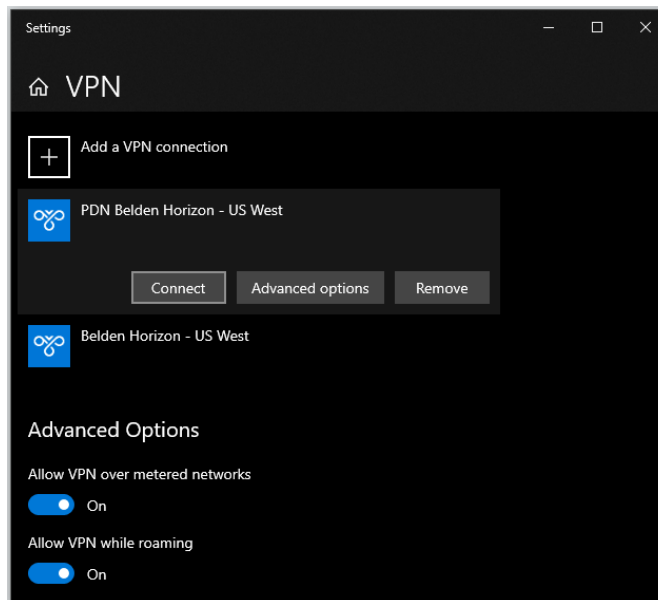 Settings
VPN
Add a VPN connection
PDN Belden Horizon - US West
Connect Advanced options Remove
Belden Horizon - US West
Advanced Options
Allow VPN over metered networks
On
Allow VPN while roaming
On